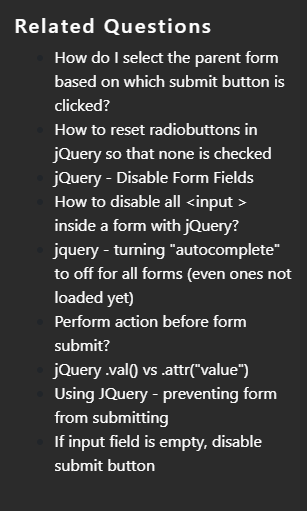 Related Questions
How do I select the parent form
based on which submit button is
clicked?
How to reset radiobuttons in
jQuery so that none is checked
jQuery - Disable Form Fields
How to disable all <input >
inside a form with jQuery?
jquery - turning "autocomplete"
to off for all forms (even ones not
loaded yet)
Perform action before form
submit?
jQuery .val() vs .attr("value")
Using JQuery - preventing form
from submitting
If input field is empty, disable
submit button